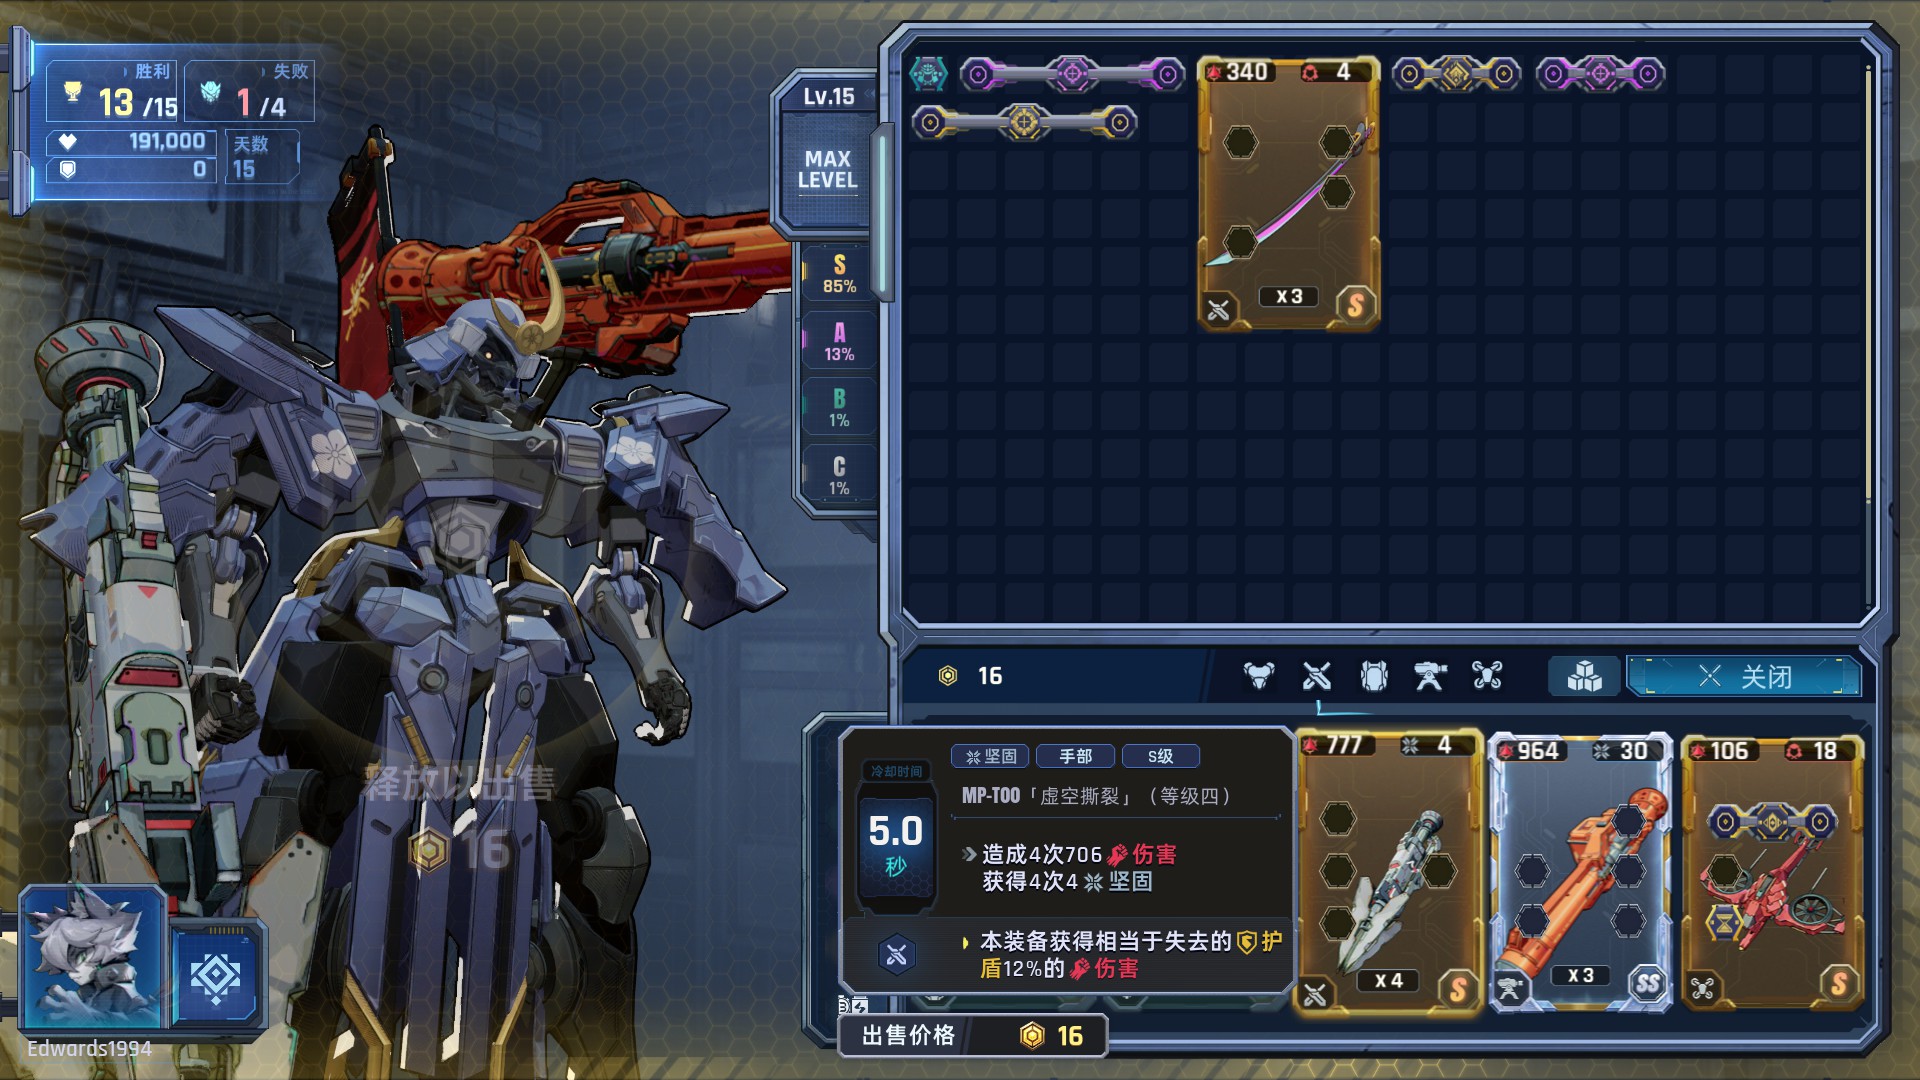 胜利
13 /15
失败
1 /4
191,000
0
天数
15
Lv.15
MAX
LEVEL
S
85%
A
13%
B
1%
C
1%
340
4
x3
S
16
关闭
释放以出售
16
冷却时间
5.0
秒
坚固
手部
S级
MP-T00「虚空撕裂」（等级四）
造成4次706伤害
获得4次4坚固
本装备获得相当于失去的护
盾12%的伤害
出售价格
16
777
4
x4
S
964
30
x3
SS
106
18
S
Edwards1994